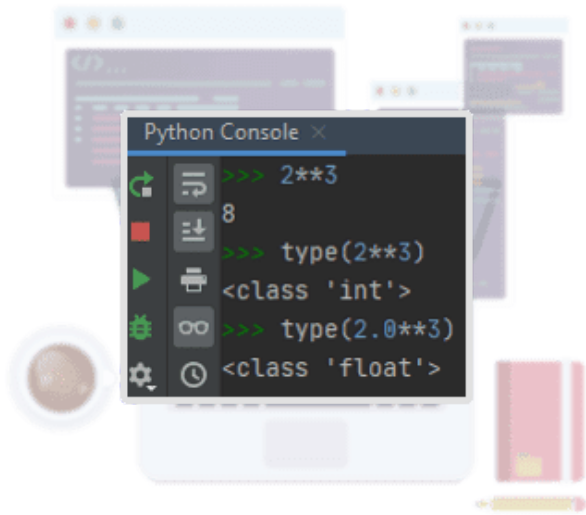 </>...
Python Console ×
>>> 2**3
8
>>> type(2**3)
<class 'int'>
>>> type(2.0**3)
<class 'float'>